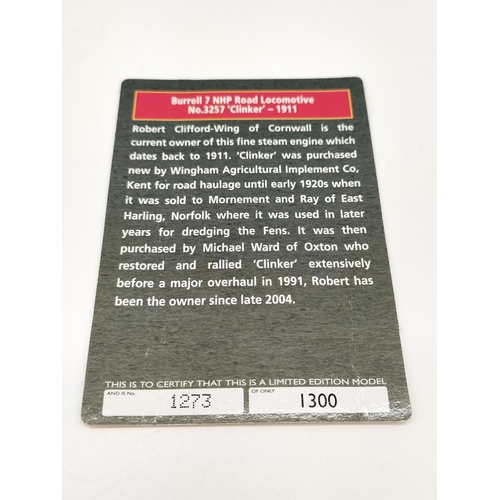 Burrell 7 NHP Road Locomotive
No.3257 'Clinker' – 1911
Robert Clifford-Wing of Cornwall is the
current owner of this fine steam engine which
dates back to 1911. 'Clinker' was purchased
new by Wingham Agricultural Implement Co,
Kent for road haulage until early 1920s when
it was sold to Mornement and Ray of East
Harling, Norfolk where it was used in later
years for dredging the Fens. It was then
purchased by Michael Ward of Oxton who
restored and rallied 'Clinker' extensively
before a major overhaul in 1991, Robert has
been the owner since late 2004.
THIS IS TO CERTIFY THAT THIS IS A LIMITED EDITION MODEL
AND IS No. 1273 OF ONLY 1300